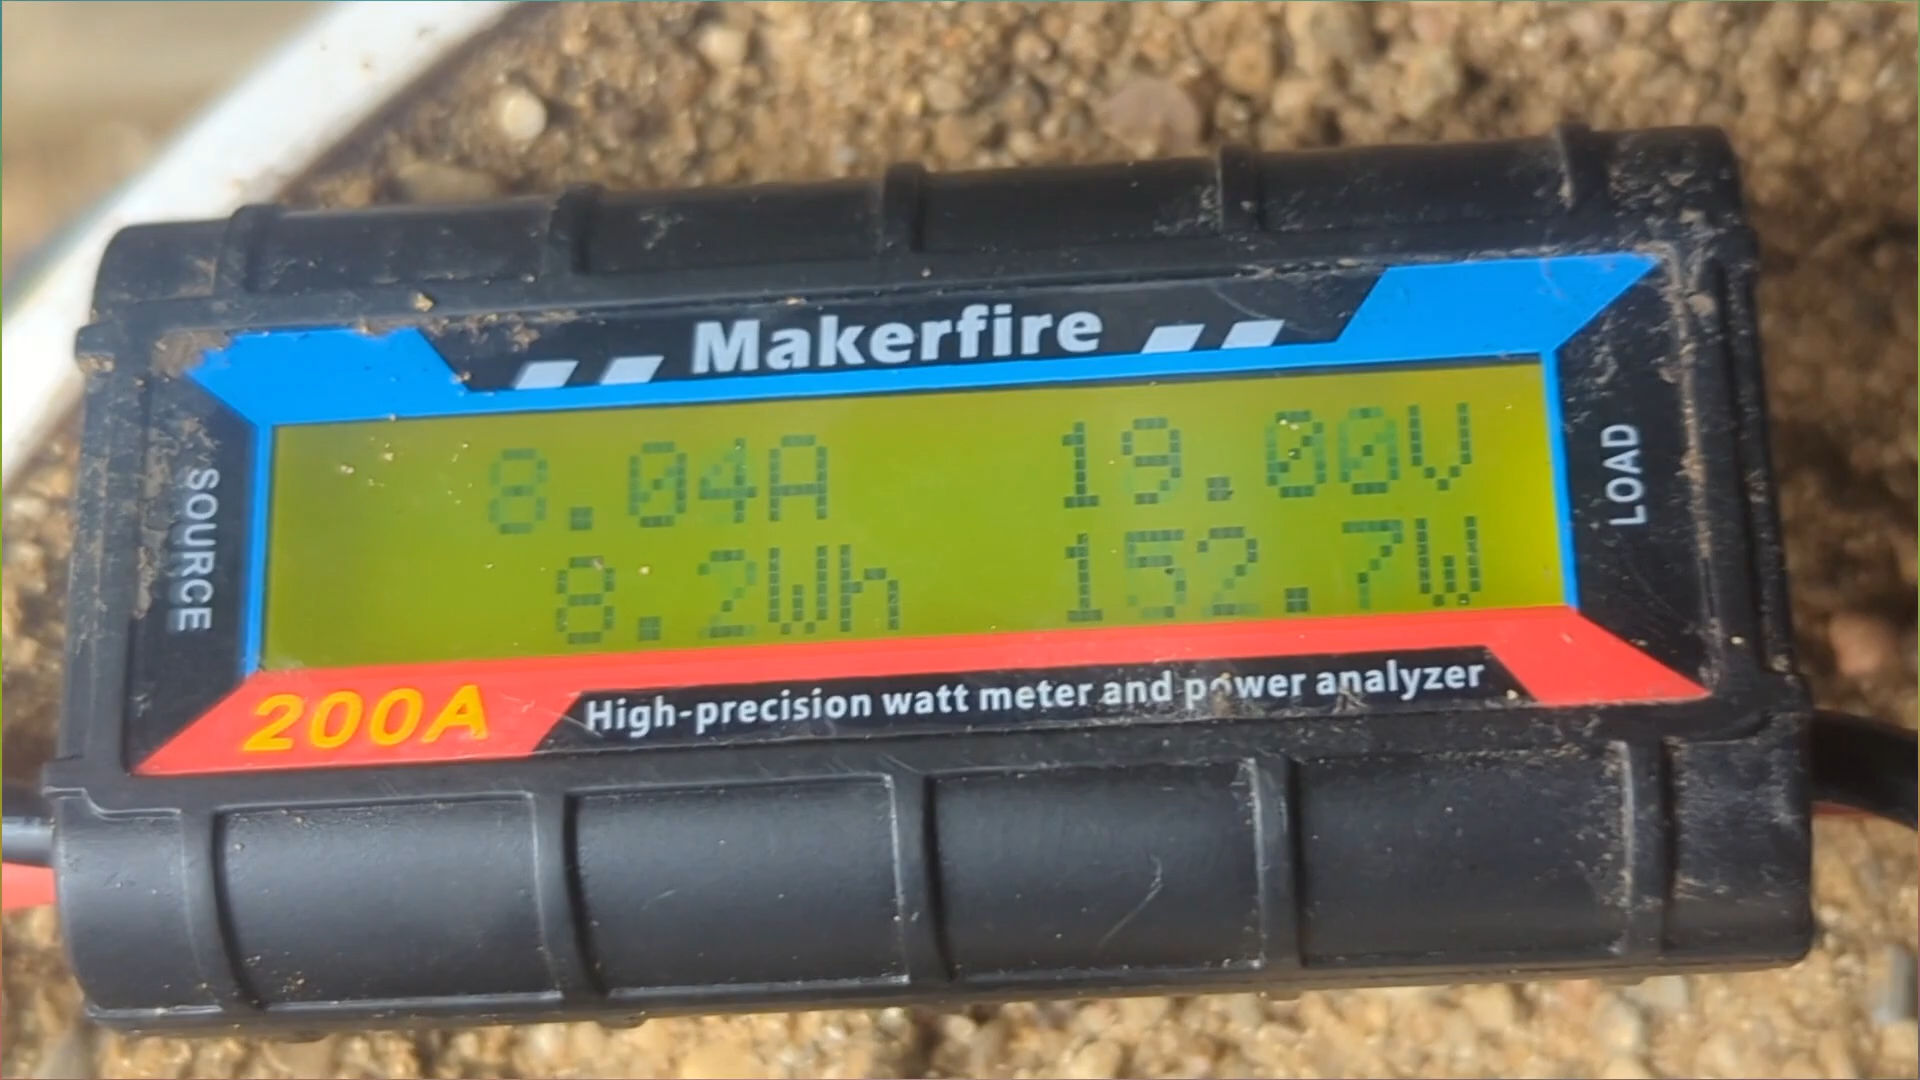 Makerfire
SOURCE
8.04A 19.00V
8.2Wh 152.7W
LOAD
200A High-precision watt meter and power analyzer